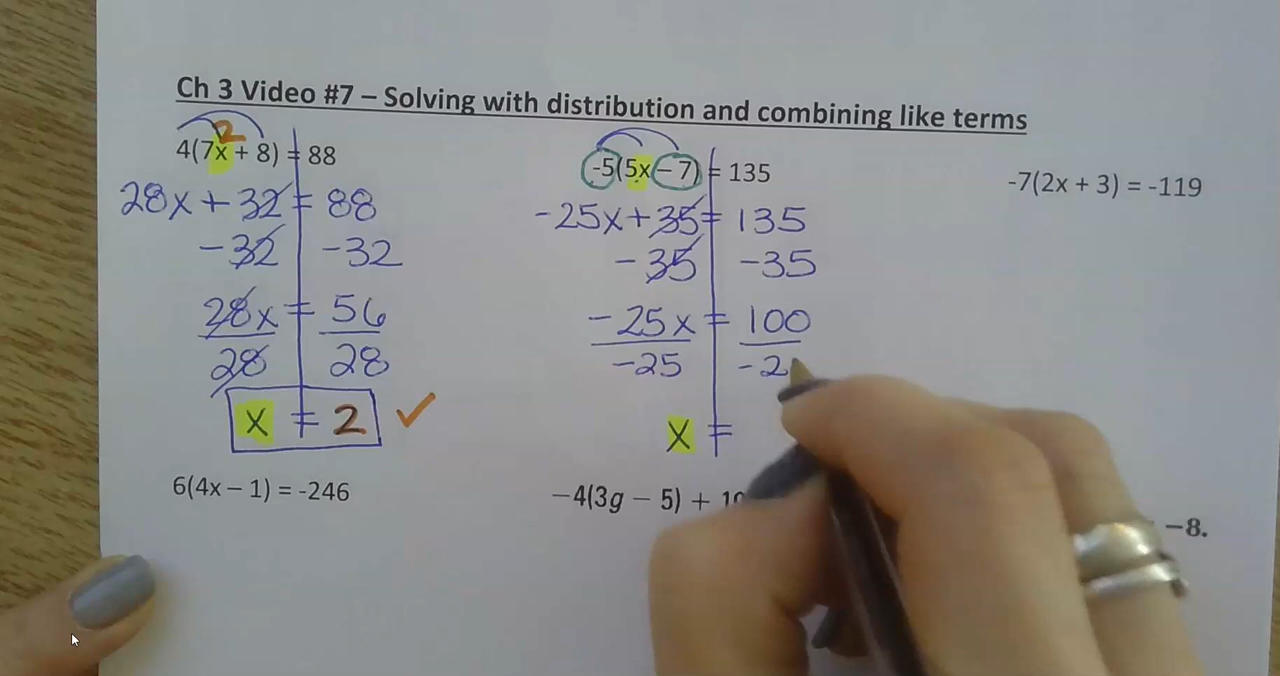 Ch 3 Video #7 – Solving with distribution and combining like terms
2
4(7x + 8) = 88
28x + 32 = 88
- 32 - 32
28x = 56
28 28
x = 2 ✓
-5(5x – 7) = 135
-25x + 35 = 135
- 35 - 35
-25x = 100
-25 -2
x =
-7(2x + 3) = -119
6(4x – 1) = -246
−4(3g − 5) +
−8.